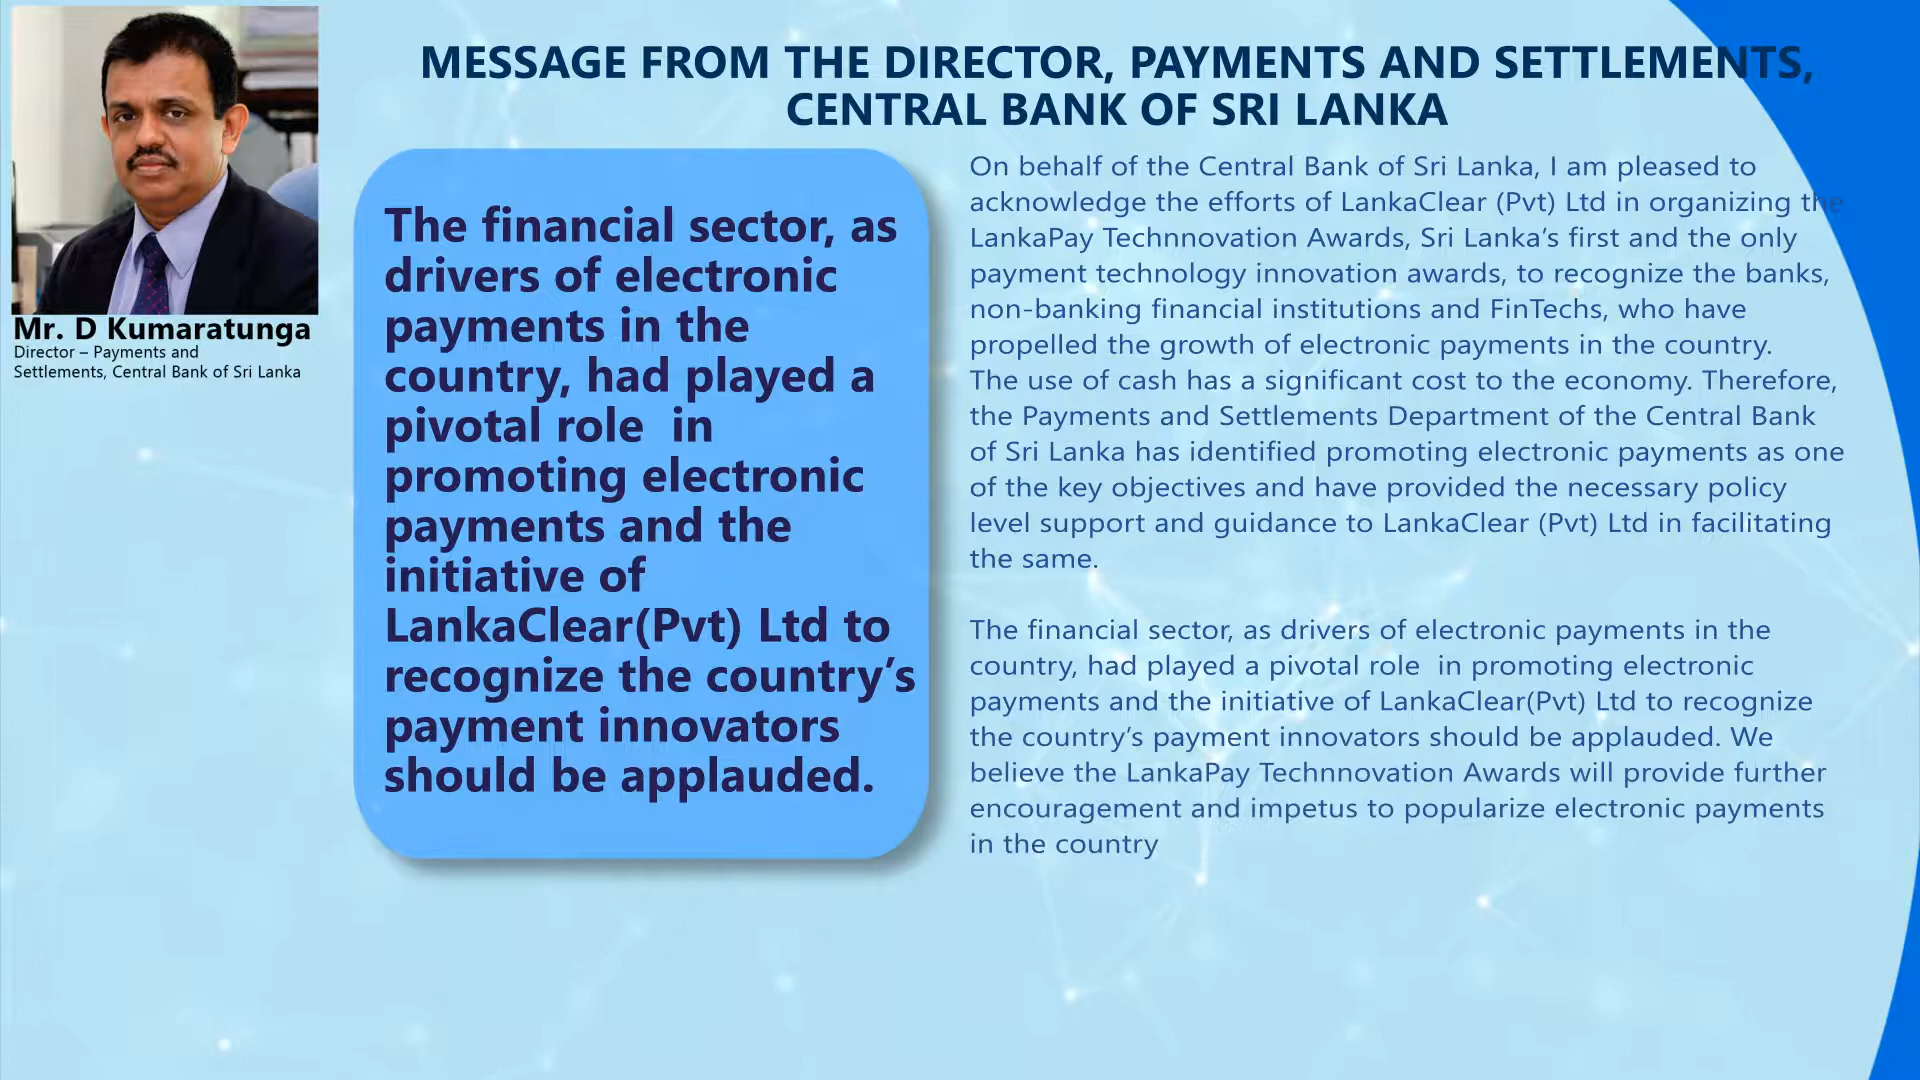 MESSAGE FROM THE DIRECTOR, PAYMENTS AND SETTLEMENTS,
CENTRAL BANK OF SRI LANKA
Mr. D Kumaratunga
Director – Payments and
Settlements, Central Bank of Sri Lanka
The financial sector, as
drivers of electronic
payments in the
country, had played a
pivotal role  in
promoting electronic
payments and the
initiative of
LankaClear(Pvt) Ltd to
recognize the country’s
payment innovators
should be applauded.
On behalf of the Central Bank of Sri Lanka, I am pleased to
acknowledge the efforts of LankaClear (Pvt) Ltd in organizing the
LankaPay Technnovation Awards, Sri Lanka’s first and the only
payment technology innovation awards, to recognize the banks,
non-banking financial institutions and FinTechs, who have
propelled the growth of electronic payments in the country.
The use of cash has a significant cost to the economy. Therefore,
the Payments and Settlements Department of the Central Bank
of Sri Lanka has identified promoting electronic payments as one
of the key objectives and have provided the necessary policy
level support and guidance to LankaClear (Pvt) Ltd in facilitating
the same.
The financial sector, as drivers of electronic payments in the
country, had played a pivotal role  in promoting electronic
payments and the initiative of LankaClear(Pvt) Ltd to recognize
the country’s payment innovators should be applauded. We
believe the LankaPay Technnovation Awards will provide further
encouragement and impetus to popularize electronic payments
in the country